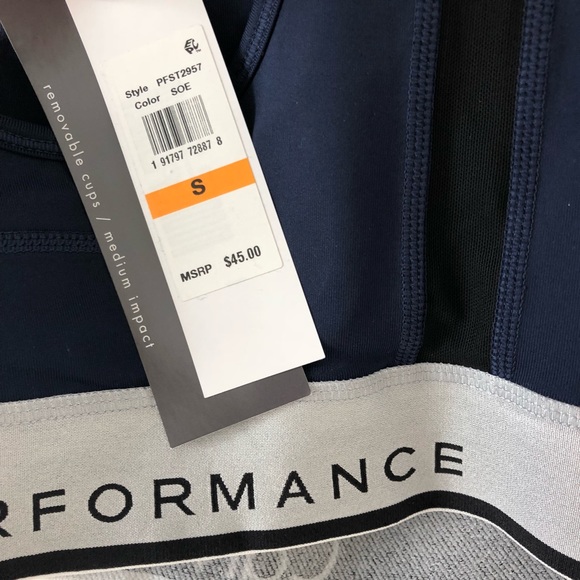 removable cups / medium impact
Style PFST2957
Color SOE
1 91797 72887 8
S
MSRP $45.00
RFORMANCE